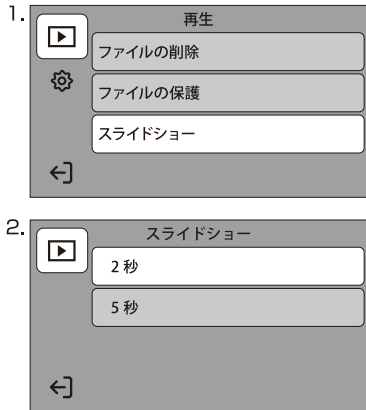 1.
再生
ファイルの削除
ファイルの保護
スライドショー
2.
スライドショー
2 秒
5 秒